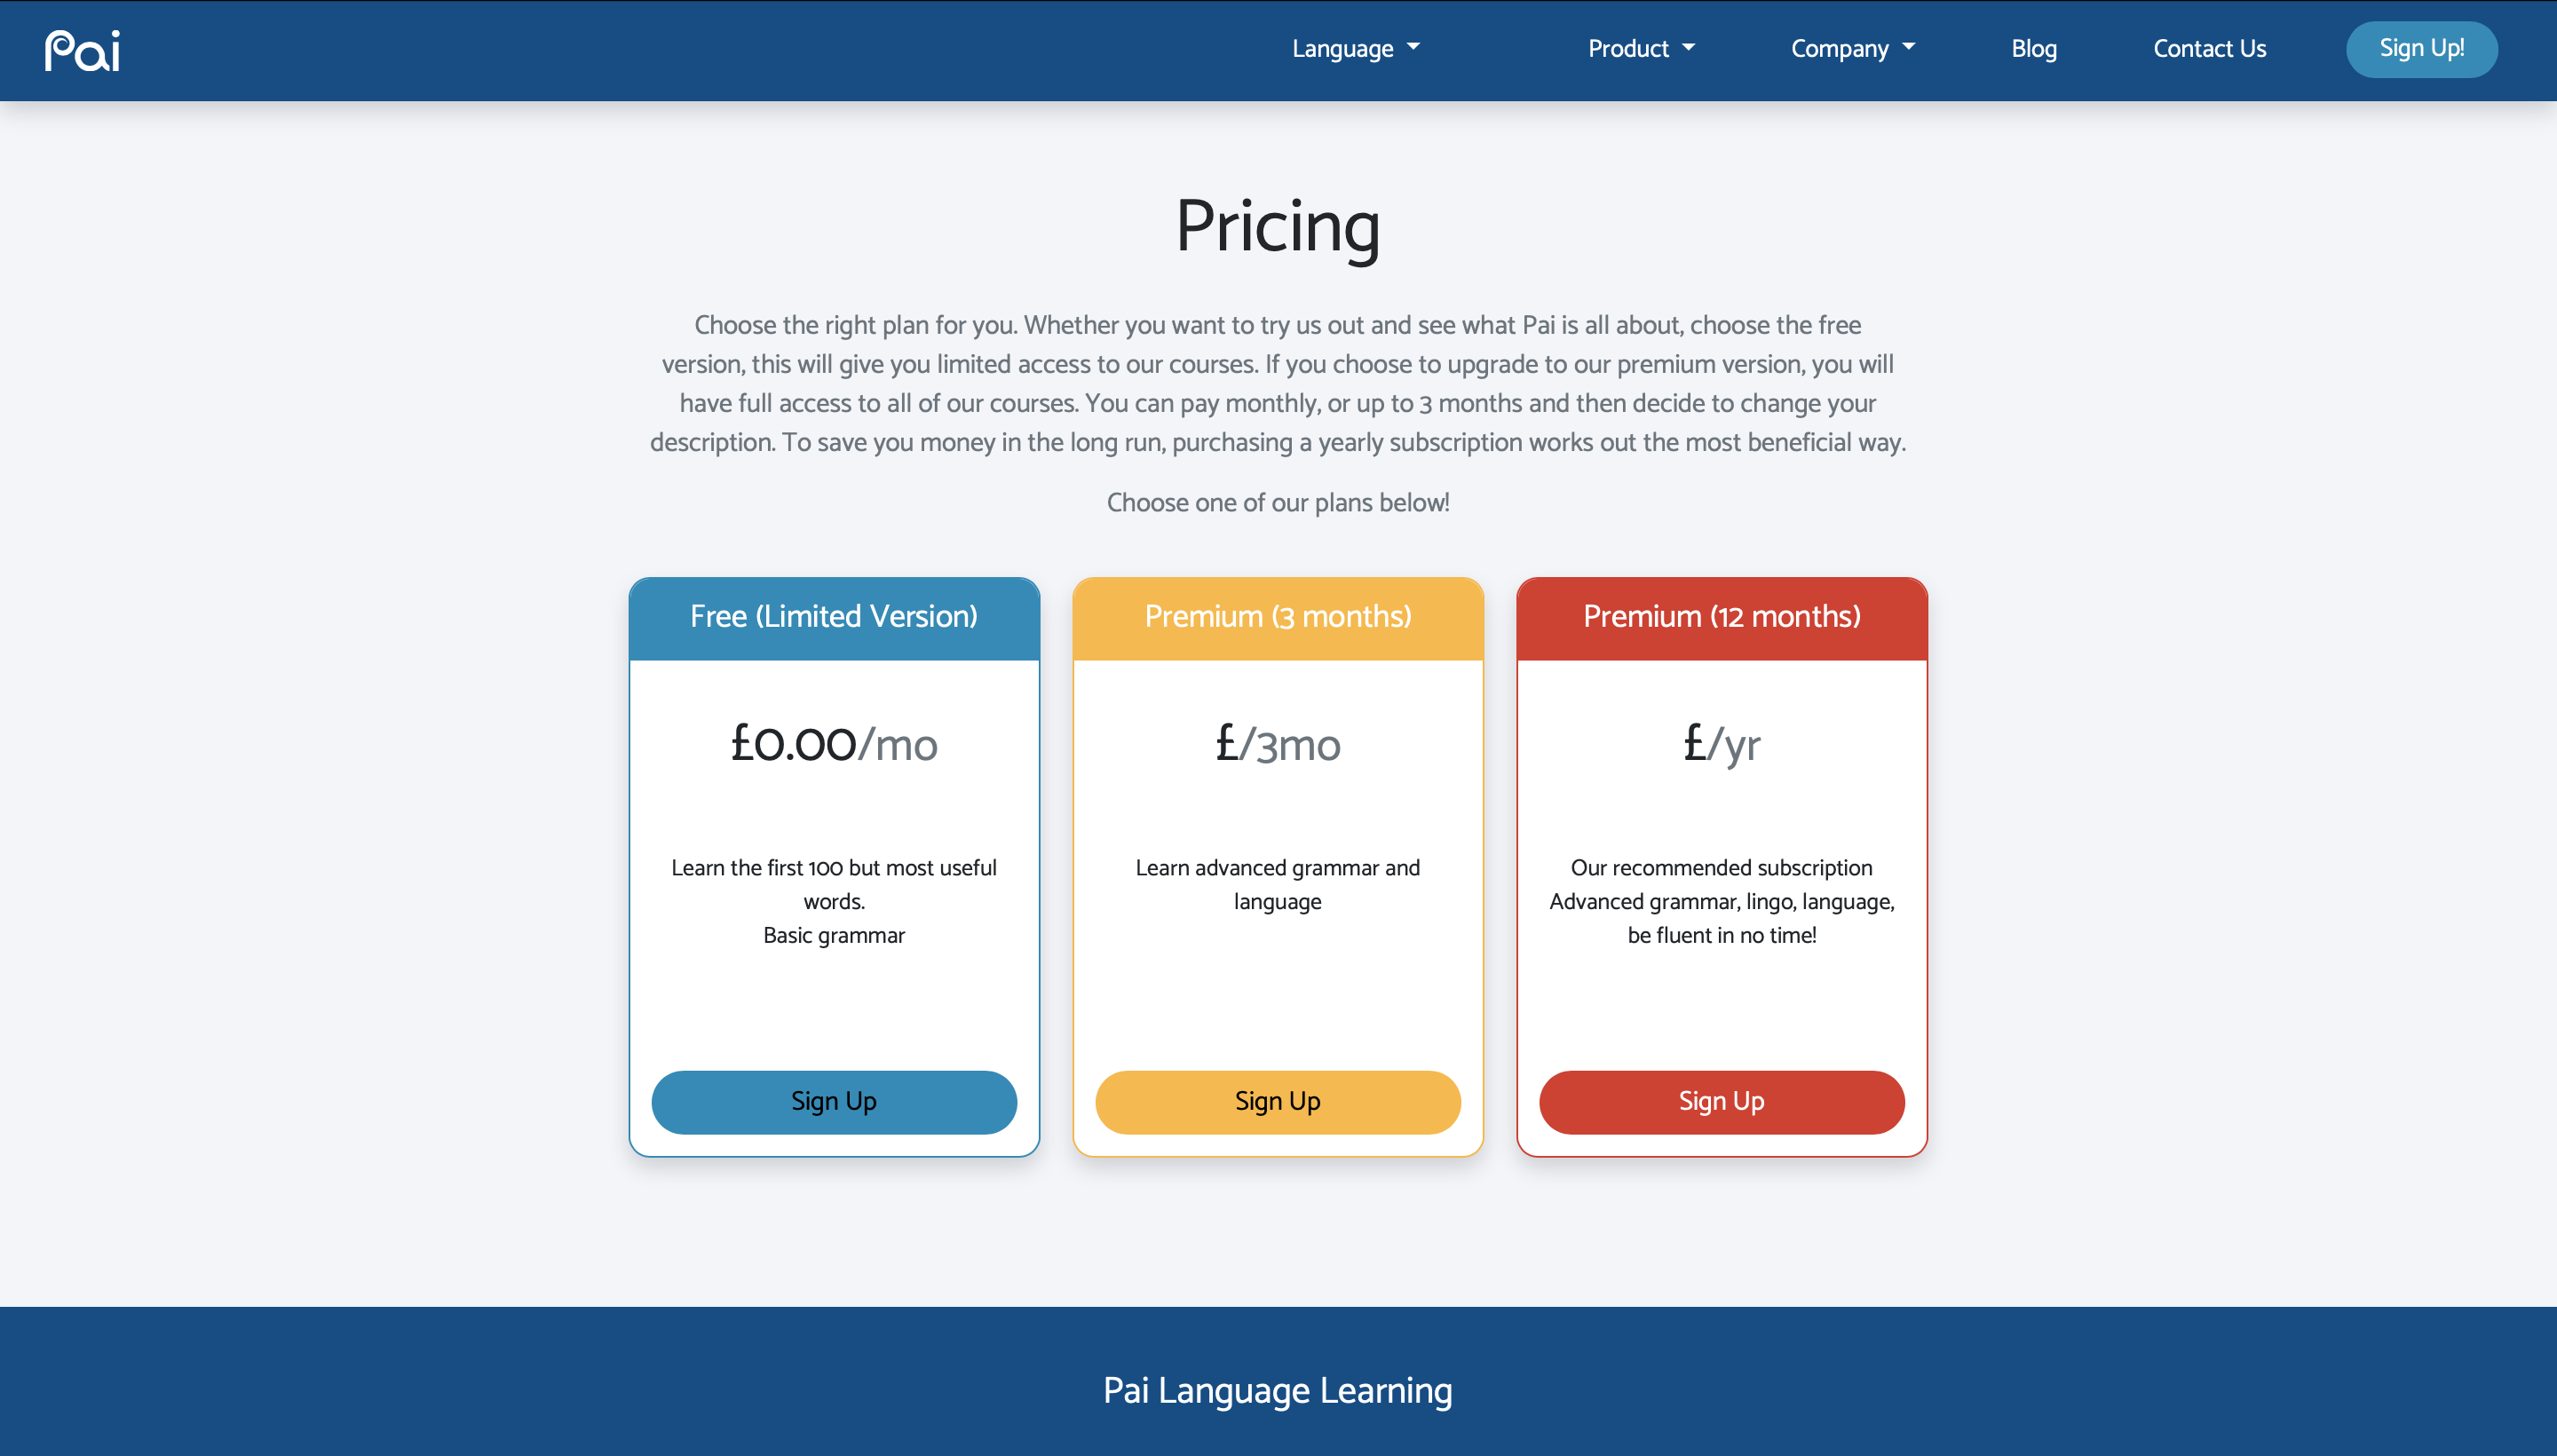 Pai
Language
Product
Company
Blog
Contact Us
Sign Up!
Pricing
Choose the right plan for you. Whether you want to try us out and see what Pai is all about, choose the free
version, this will give you limited access to our courses. If you choose to upgrade to our premium version, you will
have full access to all of our courses. You can pay monthly, or up to 3 months and then decide to change your
description. To save you money in the long run, purchasing a yearly subscription works out the most beneficial way.
Choose one of our plans below!
Free (Limited Version)
£0.00/mo
Learn the first 100 but most useful
words.
Basic grammar
Sign Up
Premium (3 months)
£/3mo
Learn advanced grammar and
language
Sign Up
Premium (12 months)
£/yr
Our recommended subscription
Advanced grammar, lingo, language,
be fluent in no time!
Sign Up
Pai Language Learning